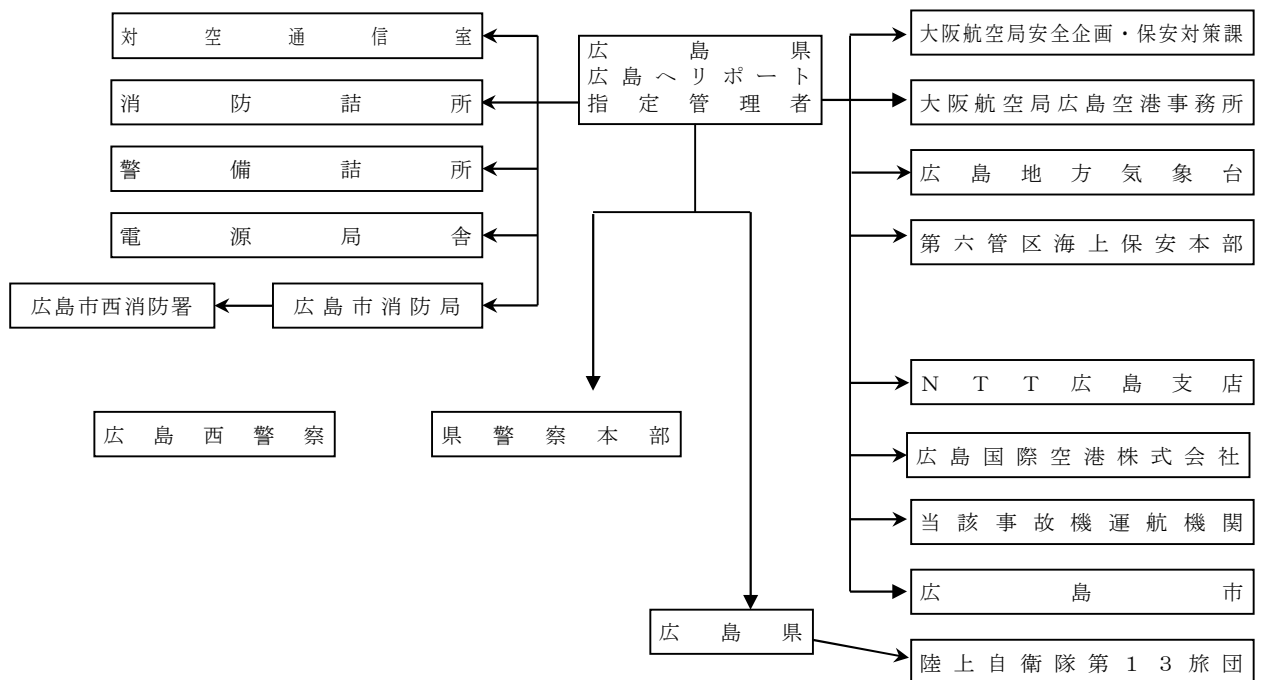 対空通信室
消防詰所
警備詰所
電源局舎
広島市西消防署
広島市消防局
広島西警察
県警察本部
広島県
広島ヘリポート
指定管理者
大阪航空局安全企画・保安対策課
大阪航空局広島空港事務所
広島地方気象台
第六管区海上保安本部
NTT広島支店
広島国際空港株式会社
当該事故機運航機関
広島市
広島県
陸上自衛隊第13旅団